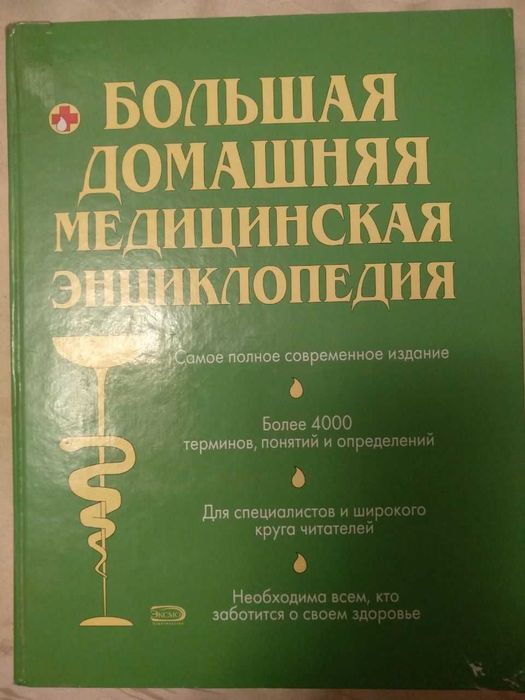 БОЛЬШАЯ
ДОМАШНЯЯ
МЕДИЦИНСКАЯ
ЭНЦИКЛОПЕДИЯ
Самое полное современное издание
Более 4000
терминов, понятий и определений
Для специалистов и широкого
круга читателей
Необходима всем, кто
заботится о своем здоровье
ЭКСМО